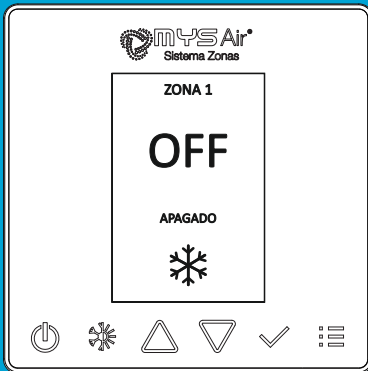 MYSAir®
Sistema Zonas
ZONA 1
OFF
APAGADO